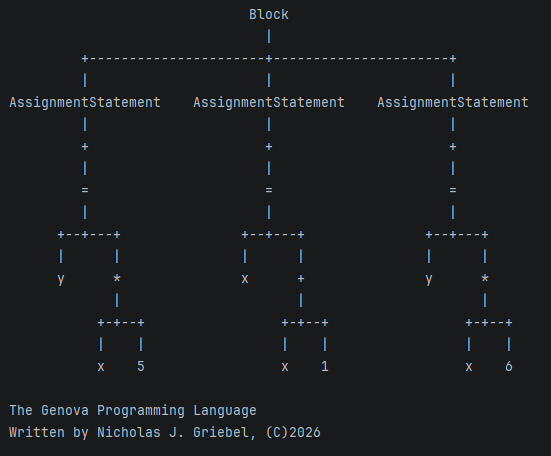 Block
|
+----------------------+----------------------+
| | |
AssignmentStatement AssignmentStatement AssignmentStatement
| | |
+ + +
| | |
= = =
| | |
+--+---+ +--+---+ +--+---+
| | | | | |
y * x + y *
| | |
+-+--+ +-+--+ +-+--+
| | | | | |
x 5 x 1 x 6
The Genova Programming Language
Written by Nicholas J. Griebel, (C)2026